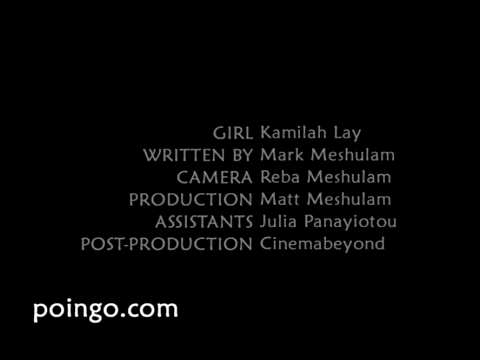 GIRL Kamilah Lay
WRITTEN BY Mark Meshulam
CAMERA Reba Meshulam
PRODUCTION Matt Meshulam
ASSISTANTS Julia Panayiotou
POST-PRODUCTION Cinemabeyond
poingo.com